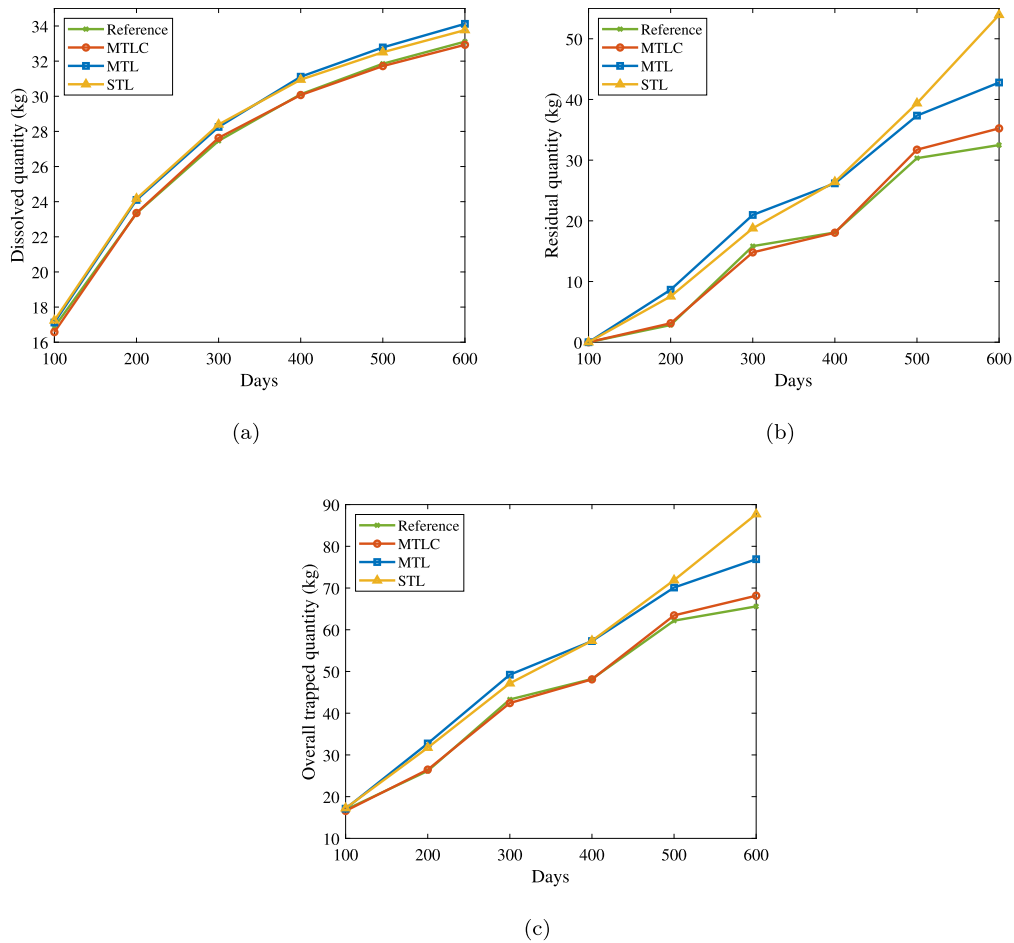 Dissolved quantity (kg)
34
32
30
28
26
24
22
20
18
16
Reference
MTLC
MTL
STL
100 200 300 400 500 600
Days
(a)
Residual quantity (kg)
50
40
30
20
10
0
Reference
MTLC
MTL
STL
100 200 300 400 500 600
Days
(b)
Overall trapped quantity (kg)
90
80
70
60
50
40
30
20
10
Reference
MTLC
MTL
STL
100 200 300 400 500 600
Days
(c)